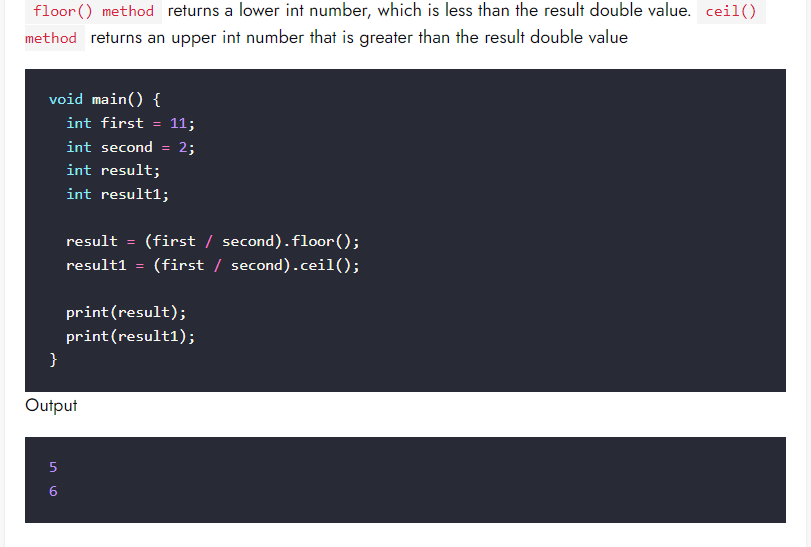 floor() method returns a lower int number, which is less than the result double value. ceil()
method returns an upper int number that is greater than the result double value
void main() {
  int first = 11;
  int second = 2;
  int result;
  int result1;

  result = (first / second).floor();
  result1 = (first / second).ceil();

  print(result);
  print(result1);
}
Output
5
6